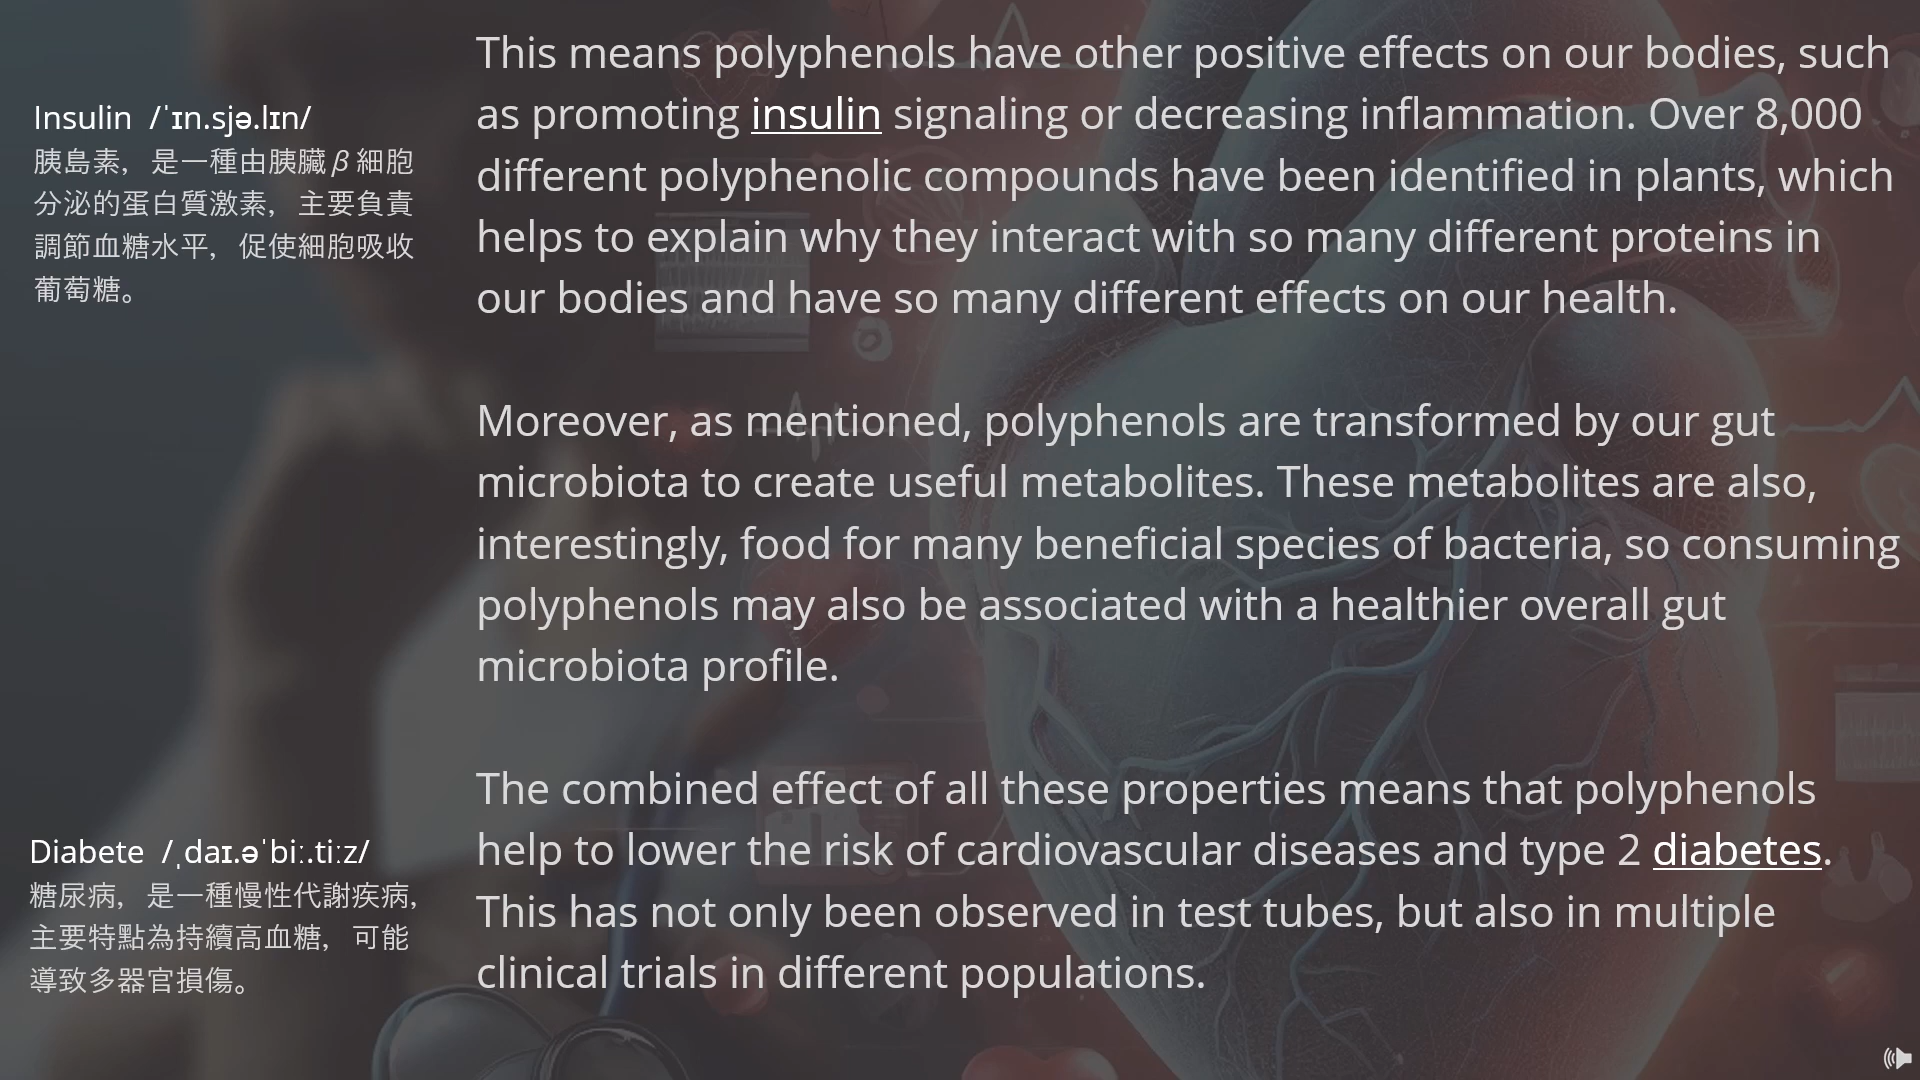 Insulin /ˈɪn.sjə.lɪn/
胰島素，是一種由胰臟β細胞
分泌的蛋白質激素，主要負責
調節血糖水平，促使細胞吸收
葡萄糖。
Diabete /ˌdaɪ.əˈbiː.tiːz/
糖尿病，是一種慢性代謝疾病，
主要特點為持續高血糖，可能
導致多器官損傷。
This means polyphenols have other positive effects on our bodies, such
as promoting insulin signaling or decreasing inflammation. Over 8,000
different polyphenolic compounds have been identified in plants, which
helps to explain why they interact with so many different proteins in
our bodies and have so many different effects on our health.
Moreover, as mentioned, polyphenols are transformed by our gut
microbiota to create useful metabolites. These metabolites are also,
interestingly, food for many beneficial species of bacteria, so consuming
polyphenols may also be associated with a healthier overall gut
microbiota profile.
The combined effect of all these properties means that polyphenols
help to lower the risk of cardiovascular diseases and type 2 diabetes.
This has not only been observed in test tubes, but also in multiple
clinical trials in different populations.